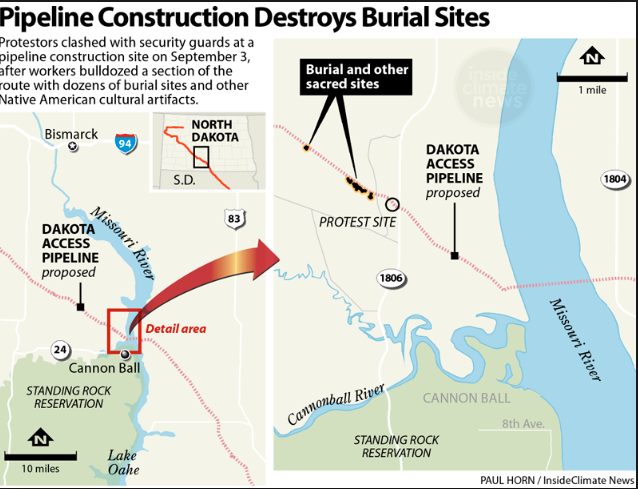 Pipeline Construction Destroys Burial Sites
Protestors clashed with security guards at a
pipeline construction site on September 3,
after workers bulldozed a section of the
route with dozens of burial sites and other
Native American cultural artifacts.
Bismarck
94
NORTH
DAKOTA
S.D.
83
Missouri River
DAKOTA
ACCESS
PIPELINE
proposed
Detail area
24
Cannon Ball
STANDING ROCK
RESERVATION
Lake
Oahe
N
10 miles
inside
climate
news
N
1 mile
Burial and other
sacred sites
DAKOTA
ACCESS
PIPELINE
proposed
1804
PROTEST SITE
1806
Missouri River
Cannonball River
CANNON BALL
8th Ave.
STANDING ROCK
RESERVATION
PAUL HORN / InsideClimate News